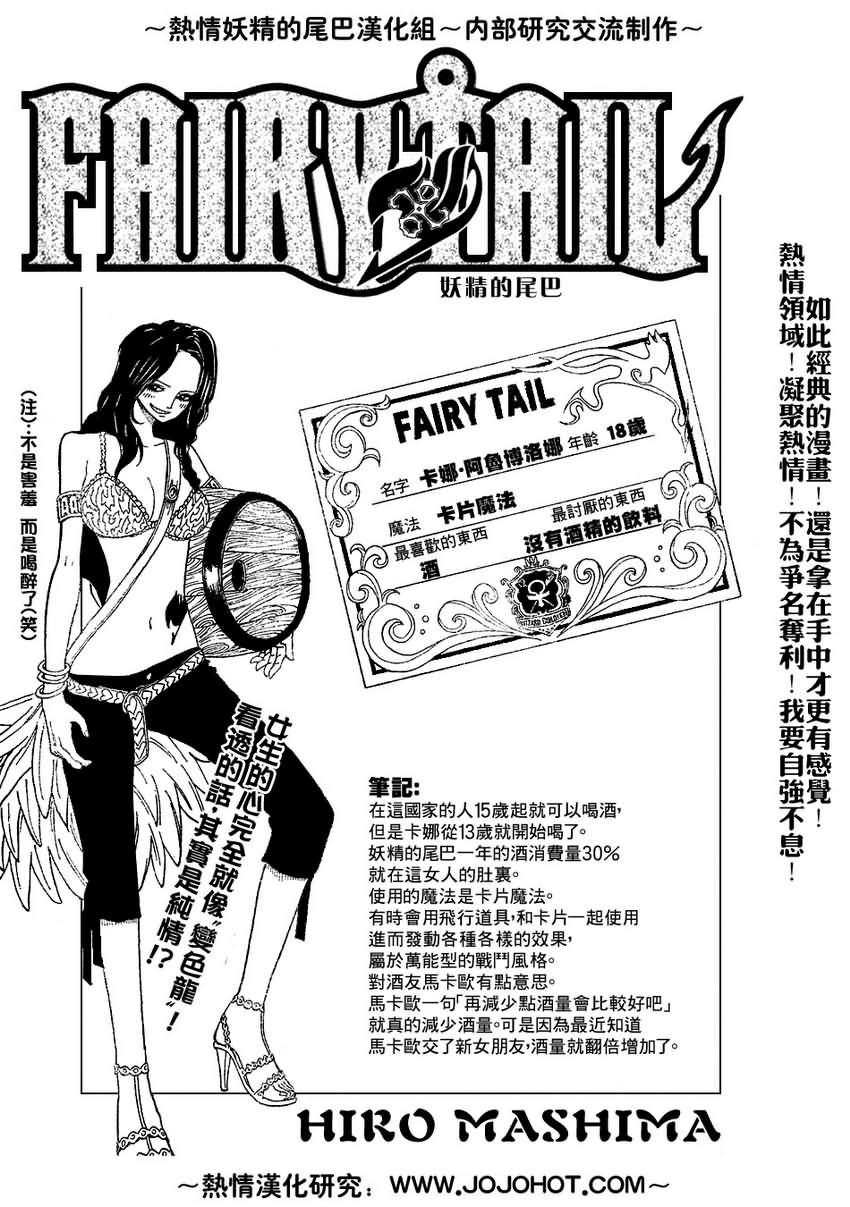 ～熱情妖精的尾巴漢化組～内部研究交流制作～
FAIRY TAIL
妖精的尾巴
如此經典的漫畫！還是拿在手中才更有感覺！
熱情領域！凝聚熱情！不為爭名奪利！我要自強不息！
FAIRY TAIL
名字 卡娜·阿魯博洛娜 年齡 18歲
魔法 卡片魔法
最喜歡的東西 酒
最討厭的東西 沒有酒精的飲料
WIZARD GUILDER
(注)：不是害羞 而是喝醉了(笑)
女生的心完全就像"變色龍"！
看透的話，其實是純情!?
筆記:
在這國家的人15歲起就可以喝酒，
但是卡娜從13歲就開始喝了。
妖精的尾巴一年的酒消費量30%
就在這女人的肚裏。
使用的魔法是卡片魔法。
有時會用飛行道具，和卡片一起使用
進而發動各種各樣的效果，
屬於萬能型的戰鬥風格。
對酒友馬卡歐有點意思。
馬卡歐一句「再減少點酒量會比較好吧」
就真的減少酒量。可是因為最近知道
馬卡歐交了新女朋友，酒量就翻倍增加了。
HIRO MASHIMA
～熱情漢化研究：WWW.JOJOHOT.COM～